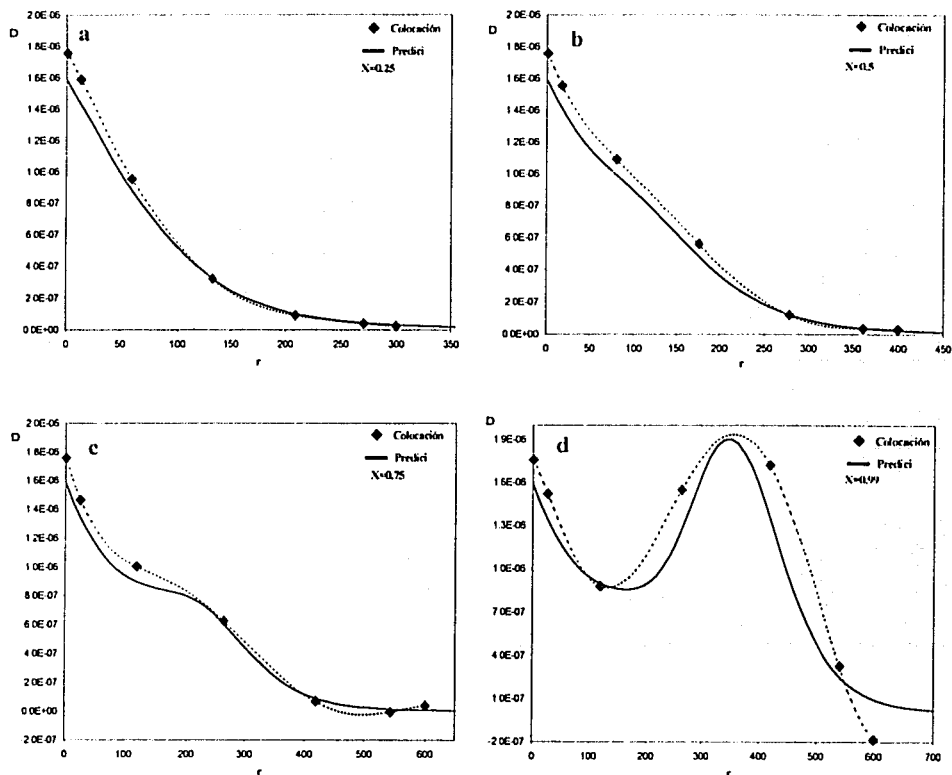 D
a
2.0E-06
1.8E-06
1.6E-06
1.4E-06
1.2E-06
1.0E-06
8.0E-07
6.0E-07
4.0E-07
2.0E-07
0.0E+00
0 50 100 150 200 250 300 350
r
Colocación
Predici
X=0.25
D
b
2.0E-06
1.8E-06
1.6E-06
1.4E-06
1.2E-06
1.0E-06
8.0E-07
6.0E-07
4.0E-07
2.0E-07
0.0E+00
0 50 100 150 200 250 300 350 400 450
r
Colocación
Predici
X=0.5
D
c
2.0E-06
1.8E-06
1.6E-06
1.4E-06
1.2E-06
1.0E-06
8.0E-07
6.0E-07
4.0E-07
2.0E-07
0.0E+00
2.0E-07
0 100 200 300 400 500 600
r
Colocación
Predici
X=0.75
D
d
1.9E-06
1.6E-06
1.3E-06
1.0E-06
7.0E-07
4.0E-07
1.0E-07
-2.0E-07
0 100 200 300 400 500 600 700
r
Colocación
Predici
X=0.99